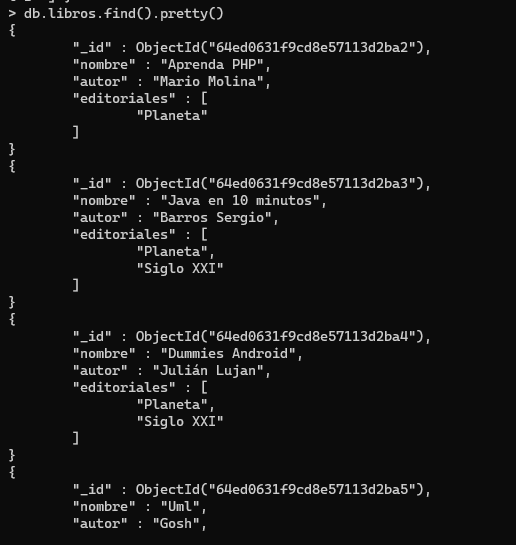 > db.libros.find().pretty()
{
"_id" : ObjectId("64ed0631f9cd8e57113d2ba2"),
"nombre" : "Aprenda PHP",
"autor" : "Mario Molina",
"editoriales" : [
"Planeta"
]
}
{
"_id" : ObjectId("64ed0631f9cd8e57113d2ba3"),
"nombre" : "Java en 10 minutos",
"autor" : "Barros Sergio",
"editoriales" : [
"Planeta",
"Siglo XXI"
]
}
{
"_id" : ObjectId("64ed0631f9cd8e57113d2ba4"),
"nombre" : "Dummies Android",
"autor" : "Julián Lujan",
"editoriales" : [
"Planeta",
"Siglo XXI"
]
}
{
"_id" : ObjectId("64ed0631f9cd8e57113d2ba5"),
"nombre" : "Uml",
"autor" : "Gosh",